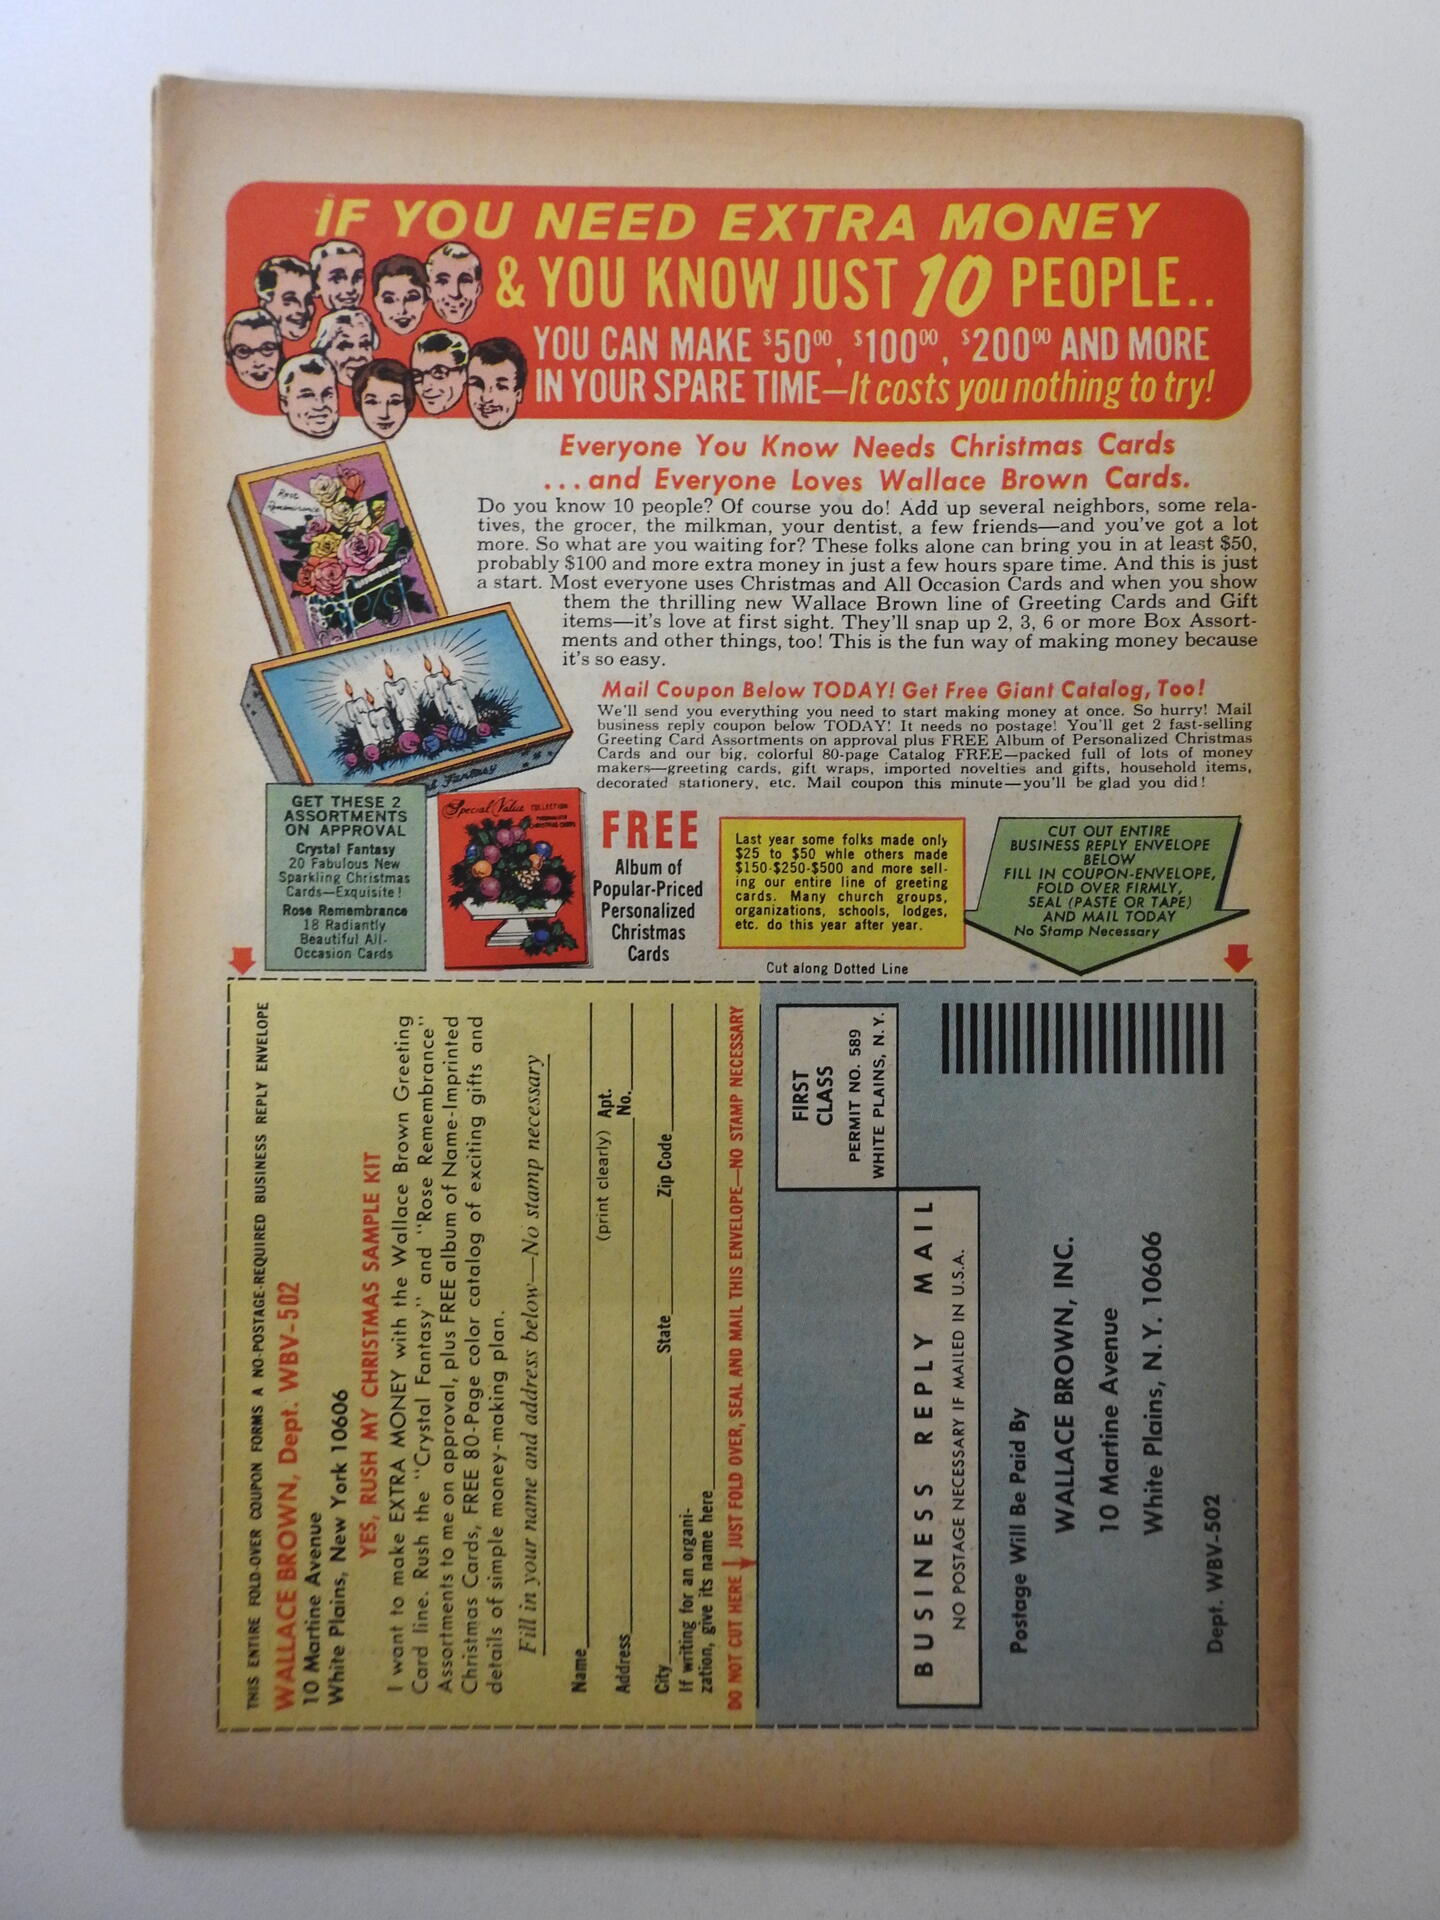 IF YOU NEED EXTRA MONEY
& YOU KNOW JUST 10 PEOPLE..
YOU CAN MAKE $50⁰⁰, $100⁰⁰, $200⁰⁰ AND MORE
IN YOUR SPARE TIME—It costs you nothing to try!
Everyone You Know Needs Christmas Cards
...and Everyone Loves Wallace Brown Cards.
Rose
Remembrance
Do you know 10 people? Of course you do! Add up several neighbors, some rela-
tives, the grocer, the milkman, your dentist, a few friends—and you've got a lot
more. So what are you waiting for? These folks alone can bring you in at least $50,
probably $100 and more extra money in just a few hours spare time. And this is just
a start. Most everyone uses Christmas and All Occasion Cards and when you show
them the thrilling new Wallace Brown line of Greeting Cards and Gift
items—it's love at first sight. They'll snap up 2, 3, 6 or more Box Assort-
ments and other things, too! This is the fun way of making money because
it's so easy.
Mail Coupon Below TODAY! Get Free Giant Catalog, Too!
We'll send you everything you need to start making money at once. So hurry! Mail
business reply coupon below TODAY! It needs no postage! You'll get 2 fast-selling
Greeting Card Assortments on approval plus FREE Album of Personalized Christmas
Cards and our big, colorful 80-page Catalog FREE—packed full of lots of money
makers—greeting cards, gift wraps, imported novelties and gifts, household items,
decorated stationery, etc. Mail coupon this minute—you'll be glad you did!
Fantasy
GET THESE 2
ASSORTMENTS
ON APPROVAL
Crystal Fantasy
20 Fabulous New
Sparkling Christmas
Cards—Exquisite!
Rose Remembrance
18 Radiantly
Beautiful All-
Occasion Cards
Special Value COLLECTION
PERSONALIZED
CHRISTMAS CARDS
FREE
Album of
Popular-Priced
Personalized
Christmas
Cards
Last year some folks made only
$25 to $50 whle others made
$150-$250-$500 and more sell-
ing our entire line of greeting
cards. Many church groups,
organizations, schools, lodges,
etc. do this year after year.
CUT OUT ENTIRE
BUSINESS REPLY ENVELOPE
BELOW
FILL IN COUPON-ENVELOPE,
FOLD OVER FIRMLY,
SEAL (PASTE OR TAPE)
AND MAIL TODAY
No Stamp Necessary
Cut along Dotted Line
THIS ENTIRE FOLD-OVER COUPON FORMS A NO-POSTAGE-REQUIRED BUSINESS REPLY ENVELOPE
WALLACE BROWN, Dept. WBV-502
10 Martine Avenue
White Plains, New York 10606
YES, RUSH MY CHRISTMAS SAMPLE KIT
I want to make EXTRA MONEY with the Wallace Brown Greeting
Card line. Rush the "Crystal Fantasy" and "Rose Remembrance"
Assortments to me on approval, plus FREE album of Name-Imprinted
Christmas Cards, FREE 80-Page color catalog of exciting gifts and
details of simple money-making plan.
Fill in your name and address below—No stamp necessary
Name
(print clearly) Apt.
Address No.
City State Zip Code
If writing for an organi-
zation, give its name here
DO NOT CUT HERE JUST FOLD OVER, SEAL AND MAIL THIS ENVELOPE—NO STAMP NECESSARY
FIRST
CLASS
PERMIT NO. 589
WHITE PLAINS, N.Y.
BUSINESS REPLY MAIL
NO POSTAGE NECESSARY IF MAILED IN U.S.A.
Postage Will Be Paid By
WALLACE BROWN, INC.
10 Martine Avenue
White Plains, N.Y. 10606
Dept. WBV-502